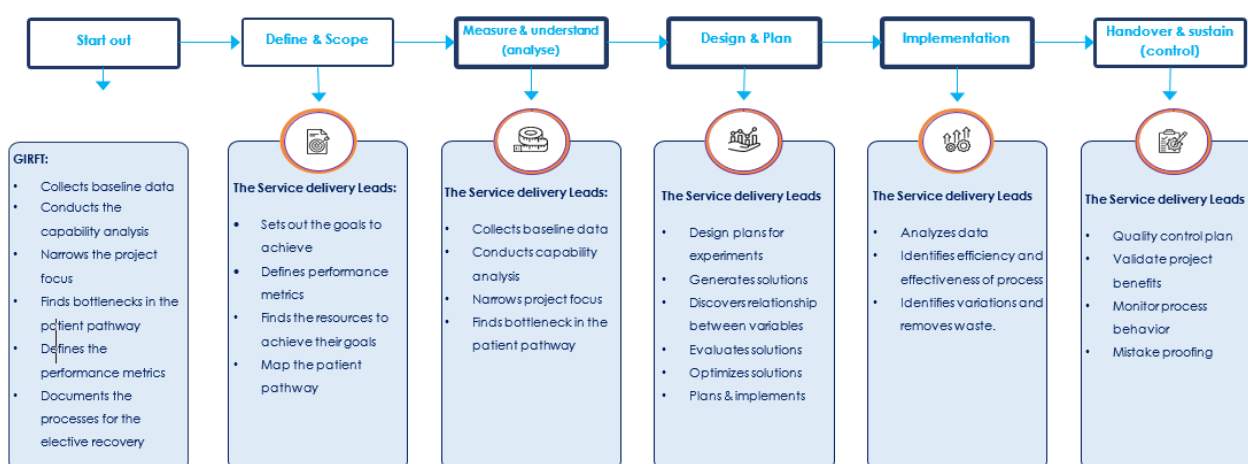 Start out
Define & Scope
Measure & understand
(analyse)
Design & Plan
Implementation
Handover & sustain
(control)
GIRFT:
• Collects baseline data
• Conducts the
capability analysis
• Narrows the project
focus
• Finds bottlenecks in the
patient pathway
• Defines the
performance metrics
• Documents the
processes for the
elective recovery
The Service delivery Leads:
• Sets out the goals to
achieve
• Defines performance
metrics
• Finds the resources to
achieve their goals
• Map the patient
pathway
The Service delivery Leads:
• Collects baseline data
• Conducts capability
analysis
• Narrows project focus
• Finds bottleneck in the
patient pathway
The Service delivery Leads
• Design plans for
experiments
• Generates solutions
• Discovers relationship
between variables
• Evaluates solutions
• Optimizes solutions
• Plans & implements
The Service delivery Leads
• Analyzes data
• Identifies efficiency and
effectiveness of process
• Identifies variations and
removes waste.
The Service delivery Leads
• Quality control plan
• Validate project
benefits
• Monitor process
behavior
• Mistake proofing